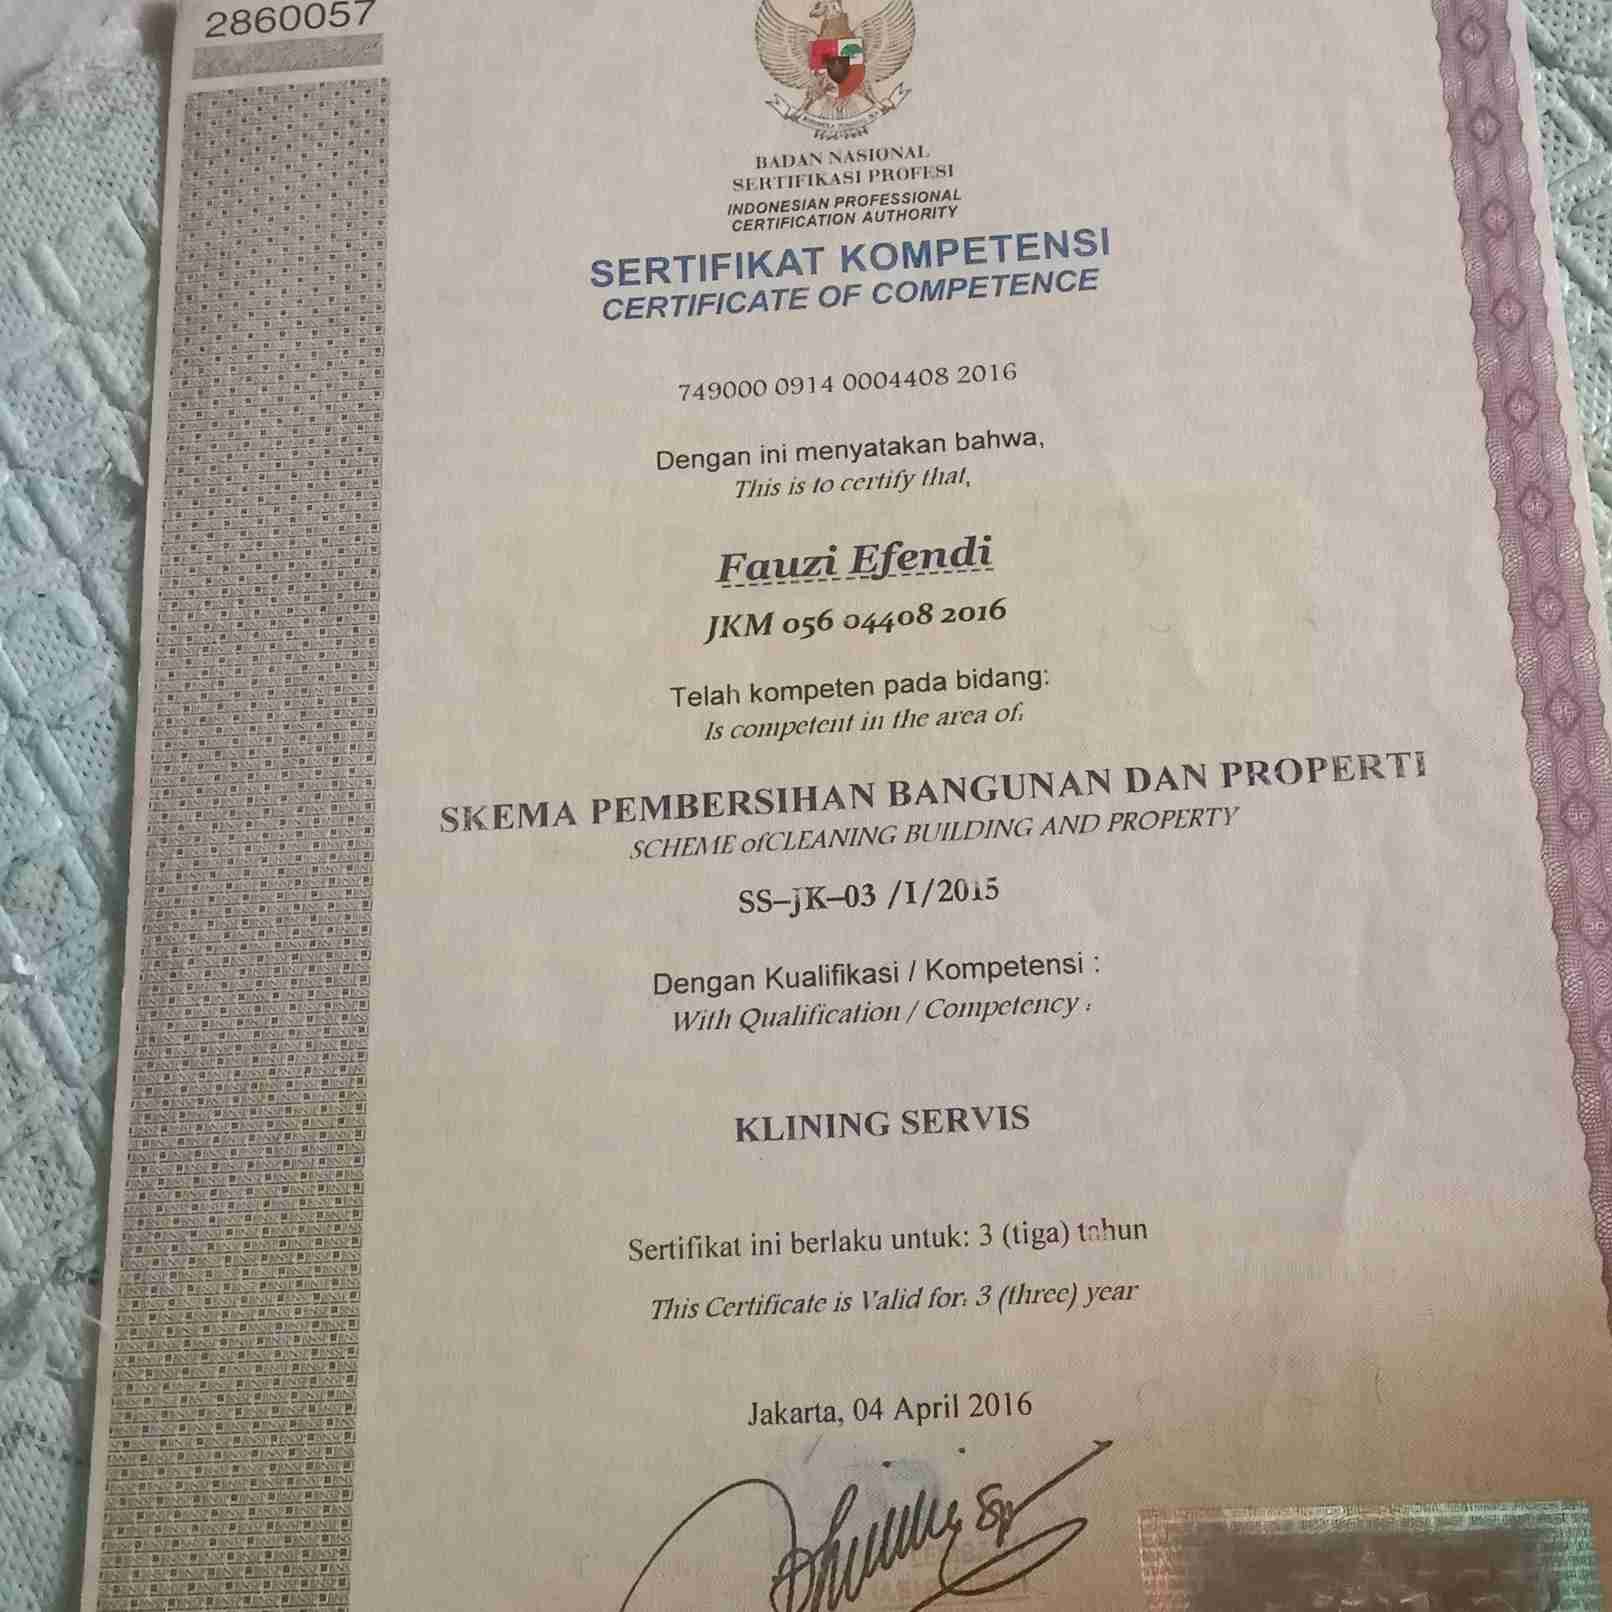 2860057
BADAN NASIONAL
SERTIFIKASI PROFESI
INDONESIAN PROFESSIONAL
CERTIFICATION AUTHORITY
SERTIFIKAT KOMPETENSI
CERTIFICATE OF COMPETENCE
749000 0914 0004408 2016
Dengan ini menyatakan bahwa,
This is to certify that,
Fauzi Efendi
JKM 056 04408 2016
Telah kompeten pada bidang:
Is competent in the area of:
SKEMA PEMBERSIHAN BANGUNAN DAN PROPERTI
SCHEME ofCLEANING BUILDING AND PROPERTY
SS-jK-03 /I/2015
Dengan Kualifikasi / Kompetensi :
With Qualification / Competency :
KLINING SERVIS
Sertifikat ini berlaku untuk: 3 (tiga) tahun
This Certificate is Valid for: 3 (three) year
Jakarta, 04 April 2016